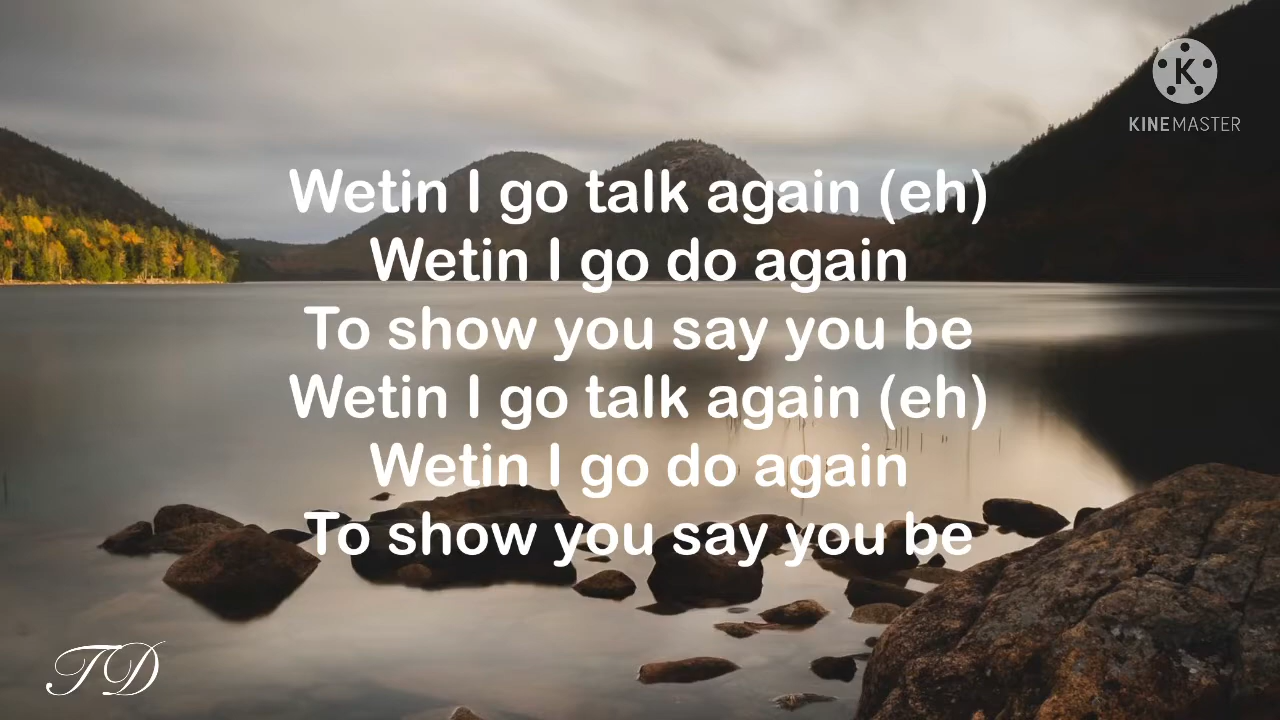 K
KINEMASTER
Wetin I go talk again (eh)
Wetin I go do again
To show you say you be
Wetin I go talk again (eh)
Wetin I go do again
To show you say you be
TD